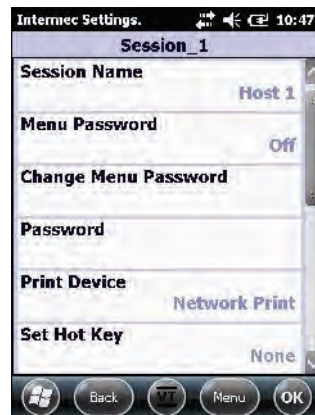 Intermec Settings. 10:47
Session_1
Session Name
Host 1
Menu Password
Off
Change Menu Password
Password
Print Device
Network Print
Set Hot Key
None
Back VT Menu OK